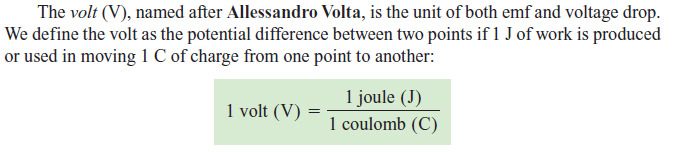 The volt (V), named after Allessandro Volta, is the unit of both emf and voltage drop.
We define the volt as the potential difference between two points if 1 J of work is produced
or used in moving 1 C of charge from one point to another:
1 volt (V) = 1 joule (J) / 1 coulomb (C)